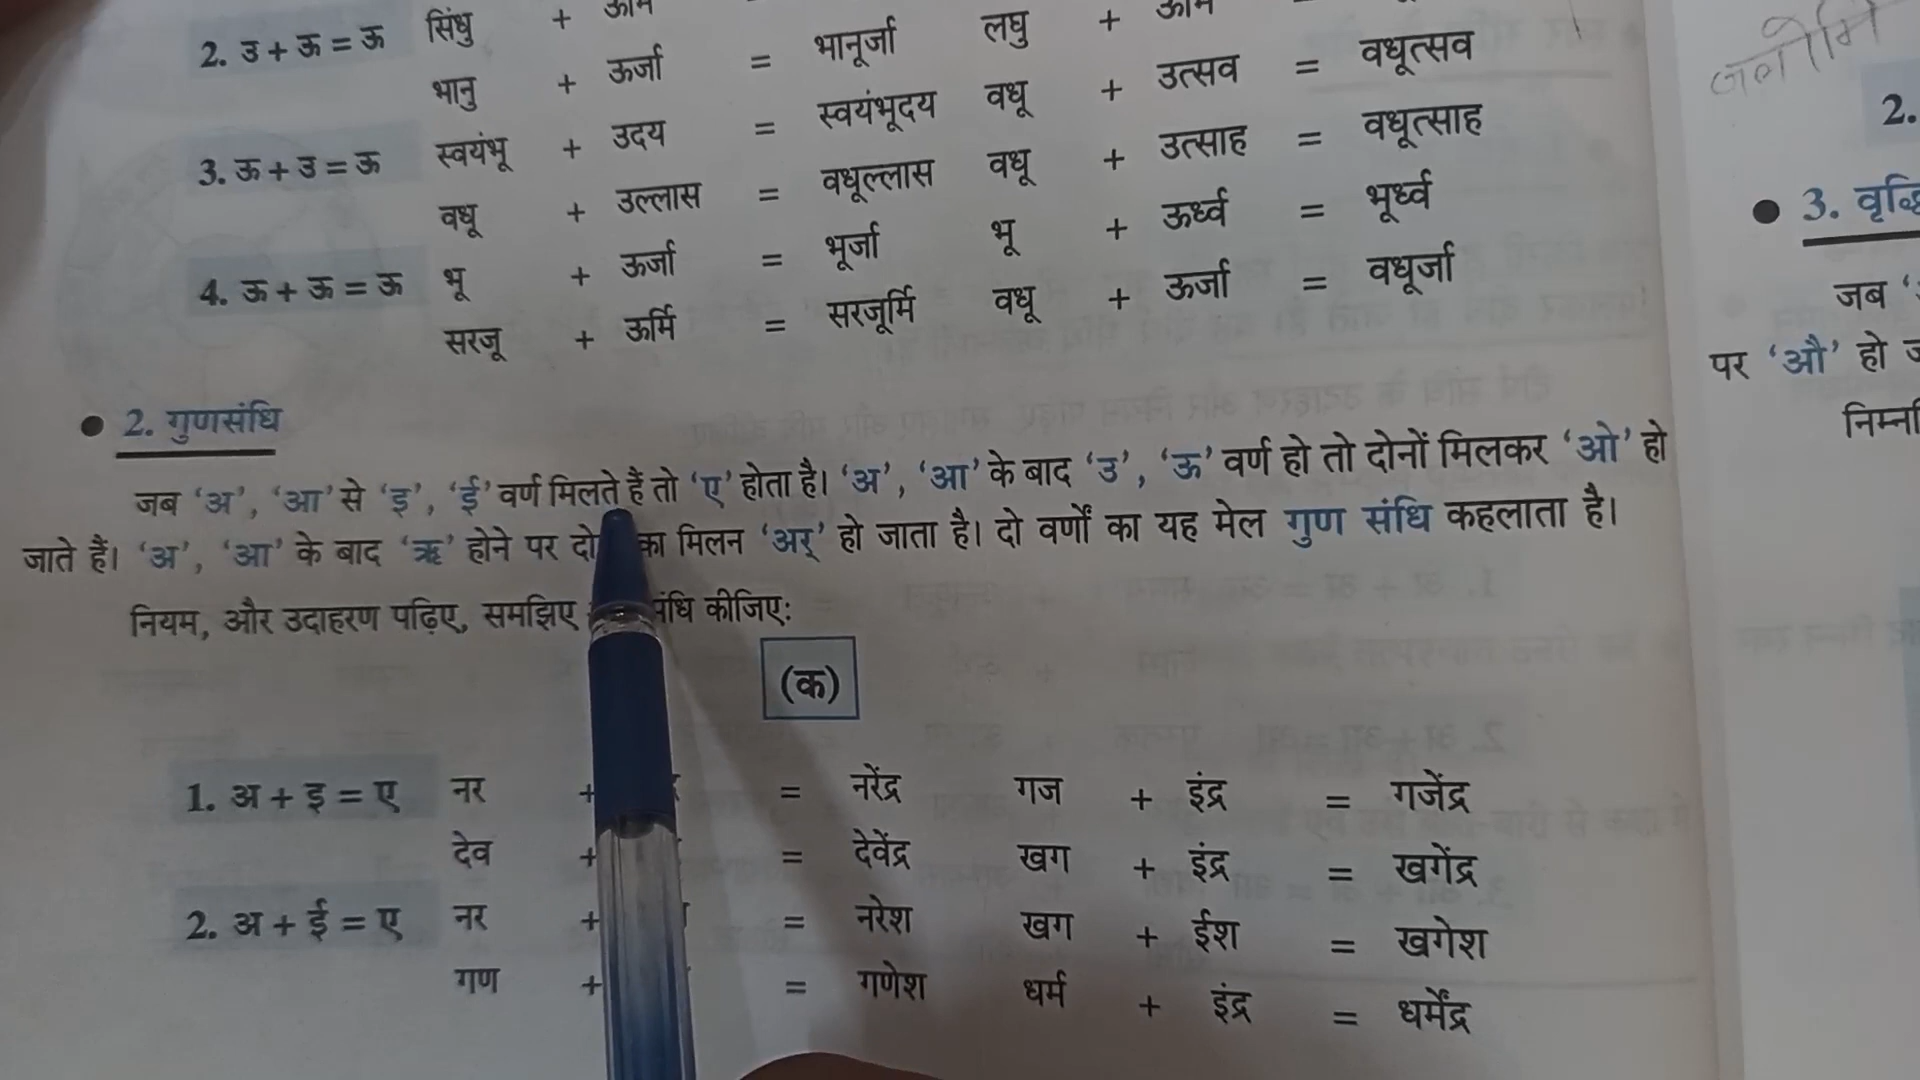 2. उ + ऊ = ऊ सिंधु + लघु +
भानु + ऊर्जा = भानूर्जा वधू + उत्सव = वधूत्सव
3. ऊ + उ = ऊ स्वयंभू + उदय = स्वयंभूदय वधू + उत्साह = वधूत्साह
वधू + उल्लास = वधूल्लास भू + ऊर्ध्व = भूर्ध्व
4. ऊ + ऊ = ऊ भू + ऊर्जा = भूर्जा वधू + ऊर्जा = वधूर्जा
सरजू + ऊर्मि = सरजूर्मि
• 2. गुणसंधि
जब ‘अ’, ‘आ’ से ‘इ’, ‘ई’ वर्ण मिलते हैं तो ‘ए’ होता है। ‘अ’, ‘आ’ के बाद ‘उ’, ‘ऊ’ वर्ण हो तो दोनों मिलकर ‘ओ’ हो
जाते हैं। ‘अ’, ‘आ’ के बाद ‘ऋ’ होने पर दो का मिलन ‘अर्’ हो जाता है। दो वर्णों का यह मेल गुण संधि कहलाता है।
नियम, और उदाहरण पढ़िए, समझिए संधि कीजिए:
(क)
1. अ + इ = ए नर + = नरेंद्र गज + इंद्र = गजेंद्र
देव + = देवेंद्र खग + इंद्र = खगेंद्र
2. अ + ई = ए नर + = नरेश खग + ईश = खगेश
गण + = गणेश धर्म + इंद्र = धर्मेंद्र
2.
• 3. वृद्धि
जब
पर ‘औ’ हो